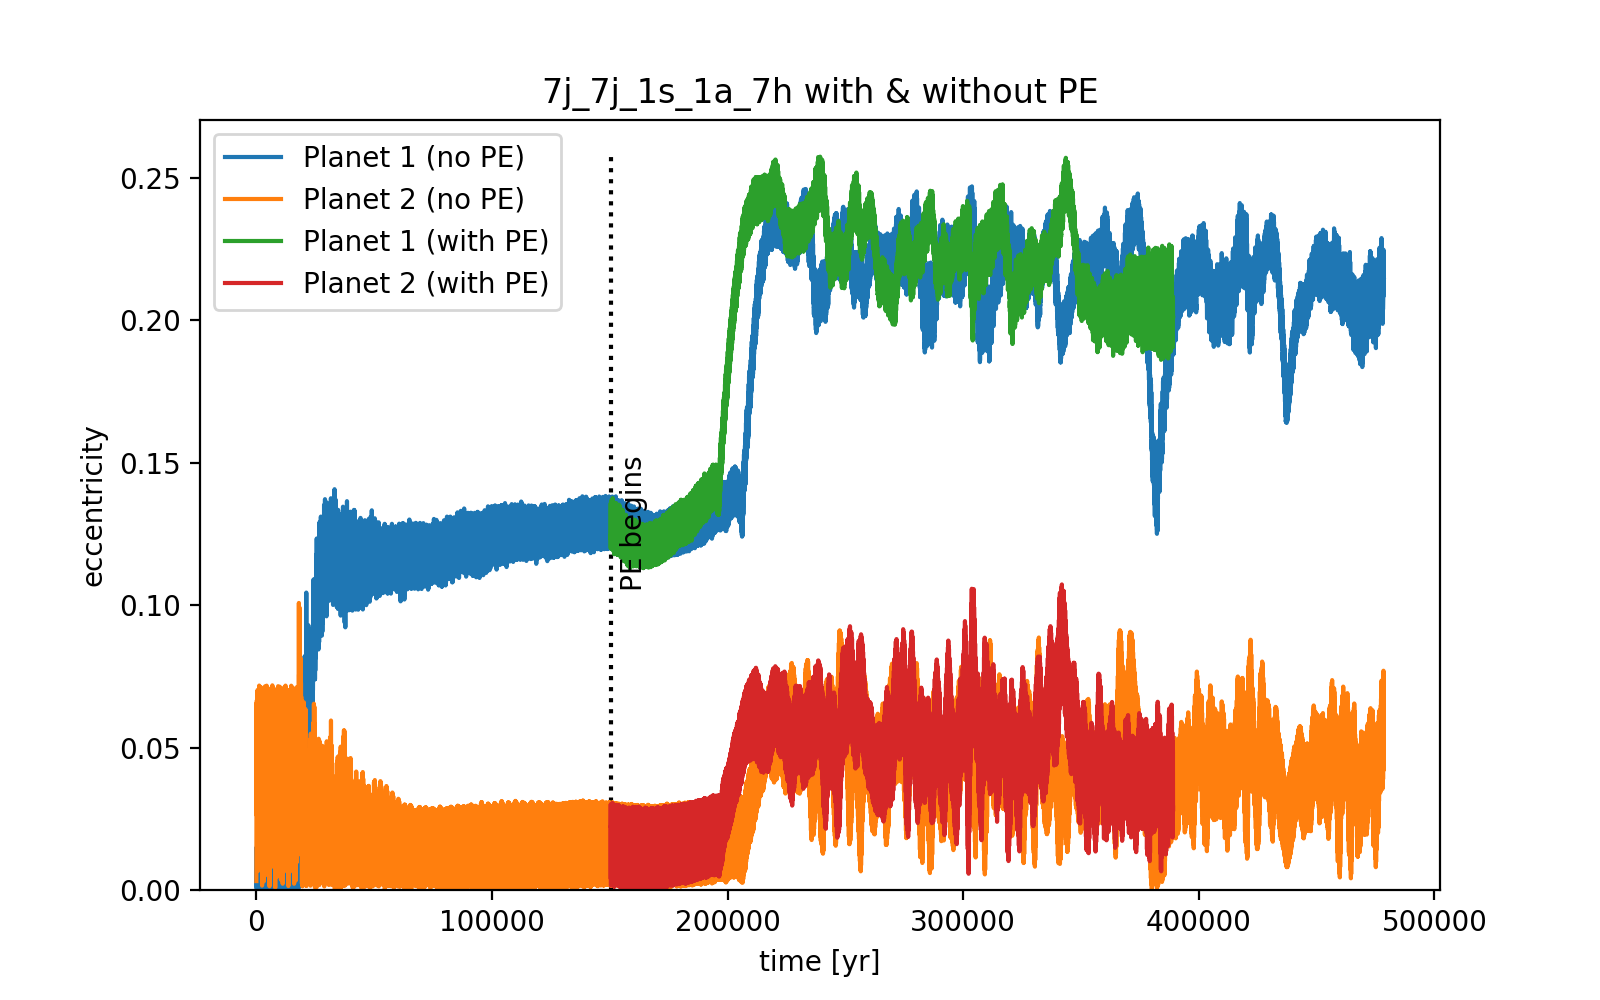 7j_7j_1s_1a_7h with & without PE
Planet 1 (no PE)
Planet 2 (no PE)
Planet 1 (with PE)
Planet 2 (with PE)
0.25
0.20
0.15
0.10
0.05
0.00
eccentricity
PE begins
0
100000
200000
300000
400000
500000
time [yr]